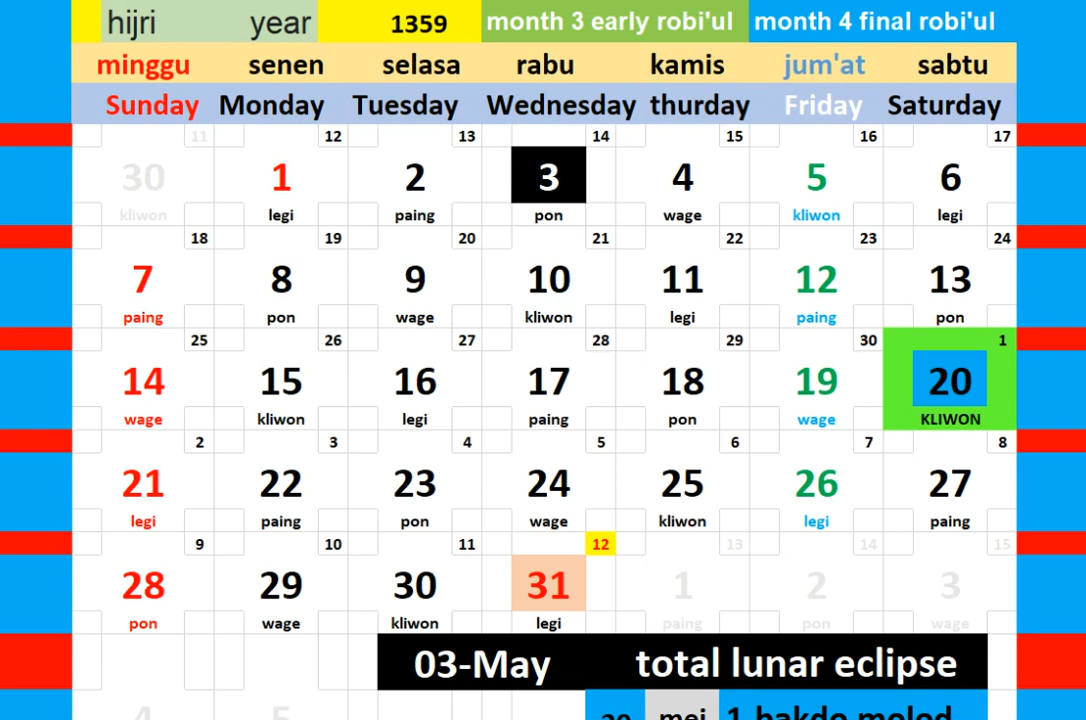 hijri year 1359 month 3 early robi'ul month 4 final robi'ul
minggu senen selasa rabu kamis jum'at sabtu
Sunday Monday Tuesday Wednesday thurday Friday Saturday
11 12 13 14 15 16 17
30 1 2 3 4 5 6
kliwon legi paing pon wage kliwon legi
18 19 20 21 22 23 24
7 8 9 10 11 12 13
paing pon wage kliwon legi paing pon
25 26 27 28 29 30 1
14 15 16 17 18 19 20
wage kliwon legi paing pon wage KLIWON
2 3 4 5 6 7 8
21 22 23 24 25 26 27
legi paing pon wage kliwon legi paing
9 10 11 12 13 14 15
28 29 30 31 1 2 3
pon wage kliwon legi paing pon wage
03-May total lunar eclipse
4 5 20 mei 1 bakdo molod